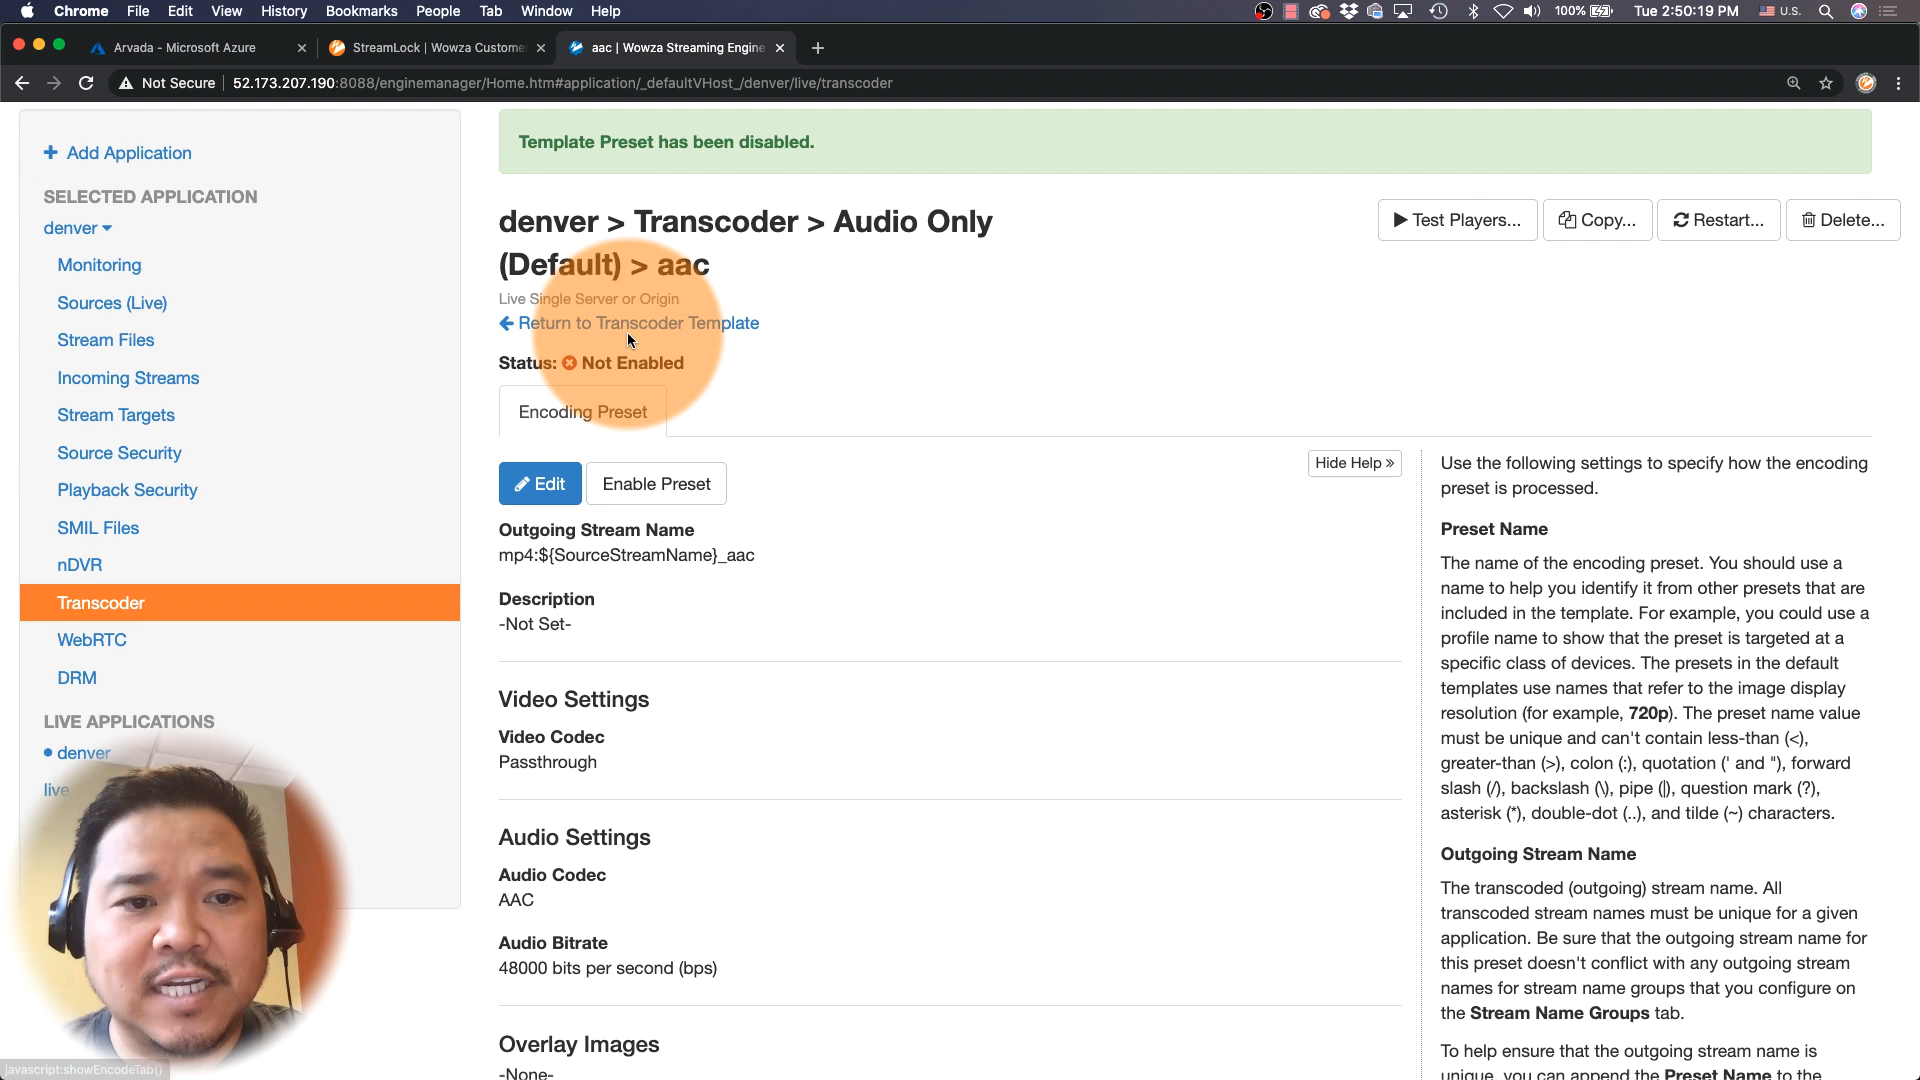 Chrome File Edit View History Bookmarks People Tab Window Help 100% Tue 2:50:19 PM U.S.
Arvada - Microsoft Azure StreamLock | Wowza Custome aac | Wowza Streaming Engine
Not Secure 52.173.207.190:8088/enginemanager/Home.htm#application/_defaultVHost_/denver/live/transcoder
Add Application
SELECTED APPLICATION
denver
Monitoring
Sources (Live)
Stream Files
Incoming Streams
Stream Targets
Source Security
Playback Security
SMIL Files
nDVR
Transcoder
WebRTC
DRM
LIVE APPLICATIONS
denver
live
javascript:showEncodeTab()
Template Preset has been disabled.
denver > Transcoder > Audio Only
(Default) > aac
Live Single Server or Origin
Return to Transcoder Template
Status: Not Enabled
Test Players... Copy... Restart... Delete...
Encoding Preset
Edit Enable Preset
Hide Help »
Outgoing Stream Name
mp4:${SourceStreamName}_aac
Description
-Not Set-
Video Settings
Video Codec
Passthrough
Audio Settings
Audio Codec
AAC
Audio Bitrate
48000 bits per second (bps)
Overlay Images
-None-
Use the following settings to specify how the encoding
preset is processed.
Preset Name
The name of the encoding preset. You should use a
name to help you identify it from other presets that are
included in the template. For example, you could use a
profile name to show that the preset is targeted at a
specific class of devices. The presets in the default
templates use names that refer to the image display
resolution (for example, 720p). The preset name value
must be unique and can't contain less-than (<),
greater-than (>), colon (:), quotation (' and "), forward
slash (/), backslash (\), pipe (|), question mark (?),
asterisk (*), double-dot (..), and tilde (~) characters.
Outgoing Stream Name
The transcoded (outgoing) stream name. All
transcoded stream names must be unique for a given
application. Be sure that the outgoing stream name for
this preset doesn't conflict with any outgoing stream
names for stream name groups that you configure on
the Stream Name Groups tab.
To help ensure that the outgoing stream name is
unique, you can append the Preset Name to the